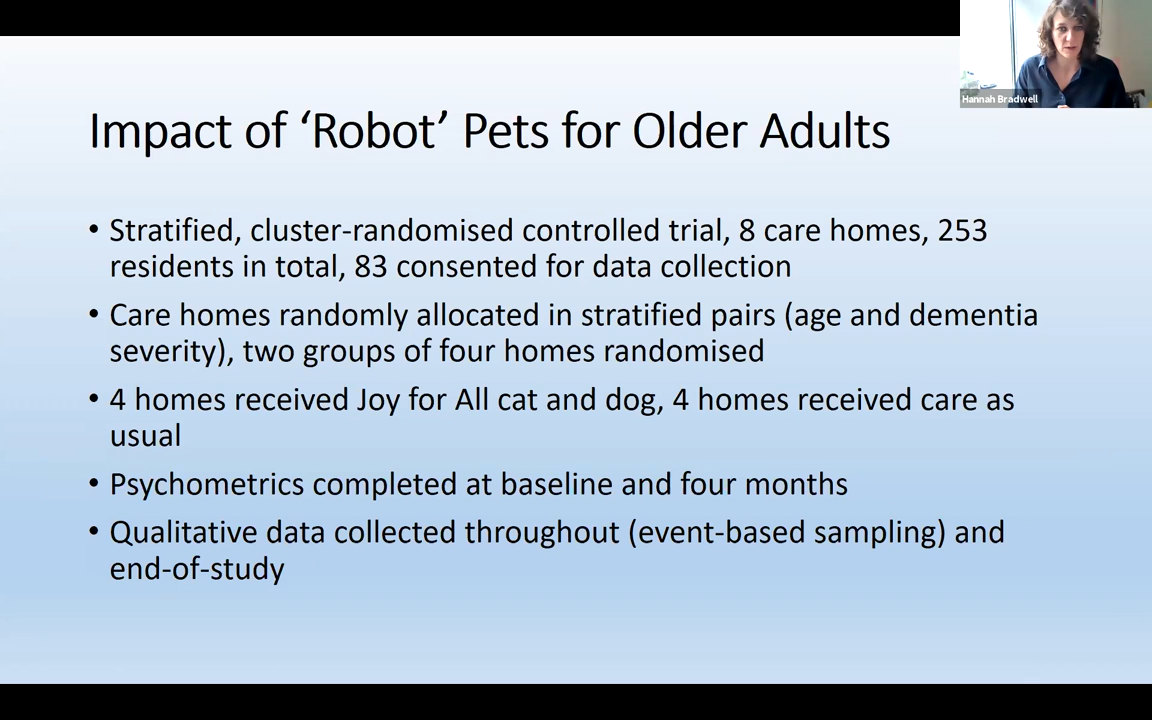 Hannah Bradwell
Impact of ‘Robot’ Pets for Older Adults
• Stratified, cluster-randomised controlled trial, 8 care homes, 253
residents in total, 83 consented for data collection
• Care homes randomly allocated in stratified pairs (age and dementia
severity), two groups of four homes randomised
• 4 homes received Joy for All cat and dog, 4 homes received care as
usual
• Psychometrics completed at baseline and four months
• Qualitative data collected throughout (event-based sampling) and
end-of-study